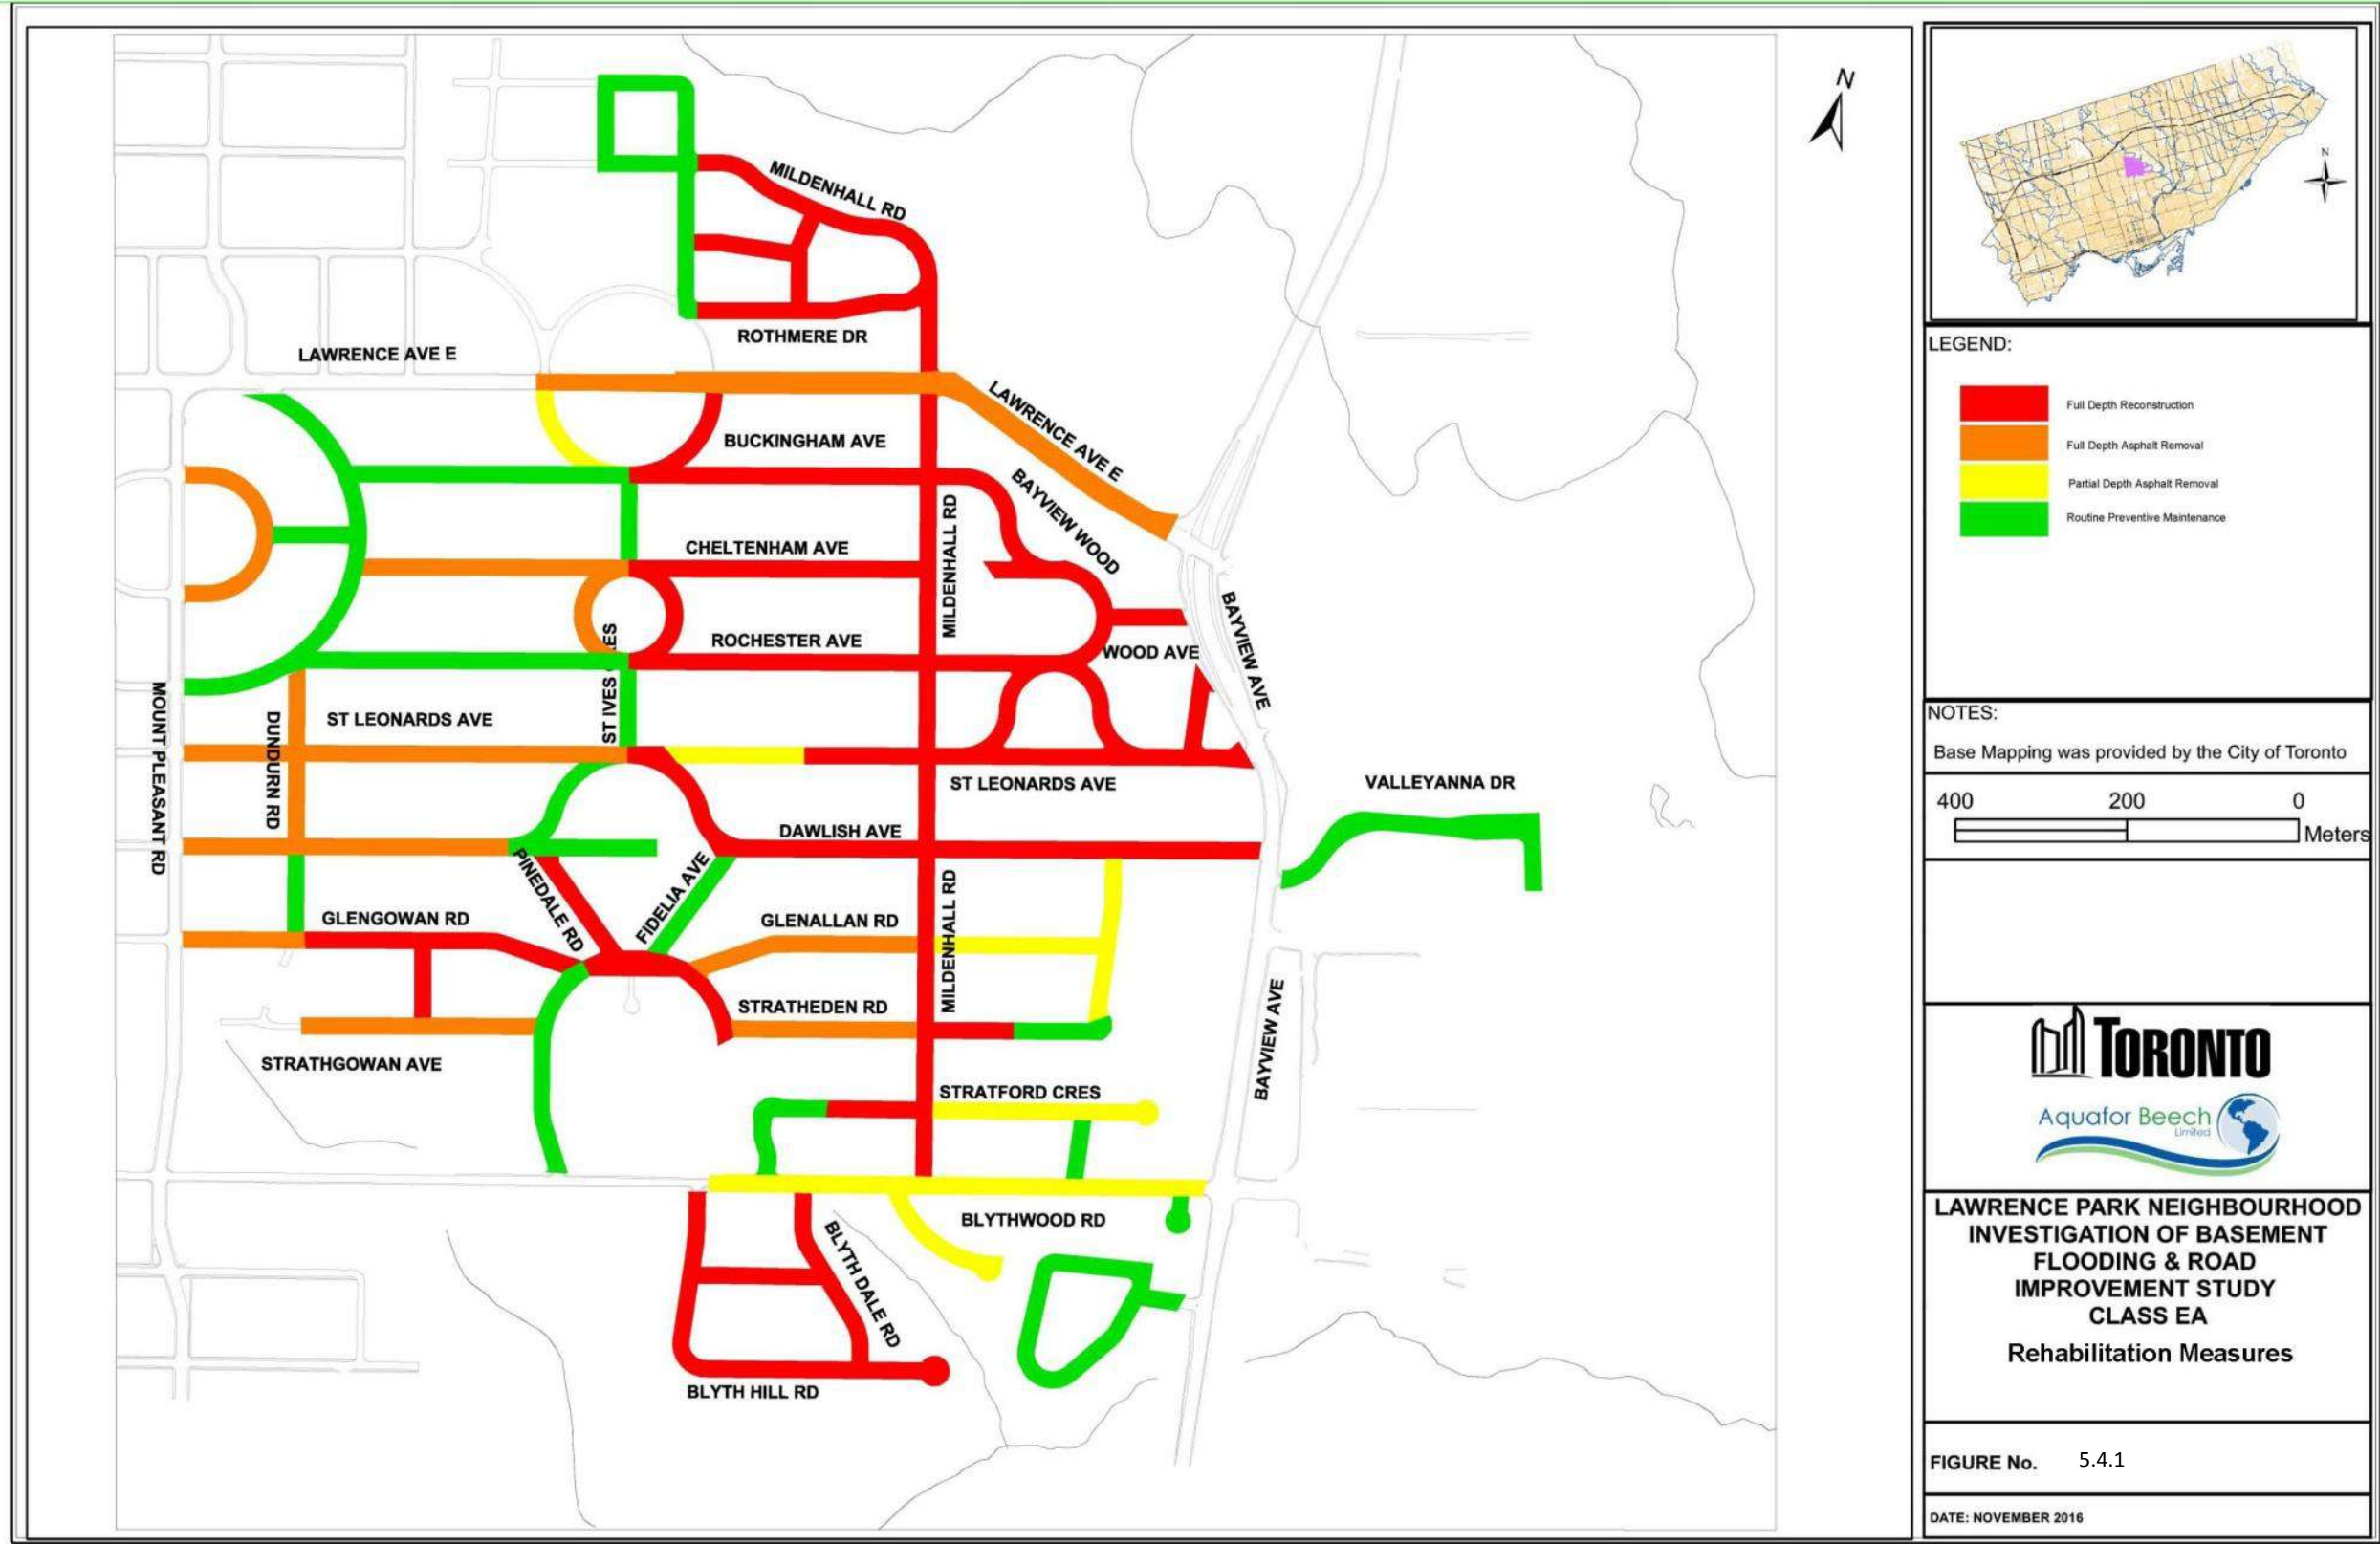 MILDENHALL RD
N
ROTHMERE DR
LAWRENCE AVE E
LAWRENCE AVE E
BUCKINGHAM AVE
BAYVIEW WOOD
MILDENHALL RD
CHELTENHAM AVE
ROCHESTER AVE
WOOD AVE
BAYVIEW AVE
ST IVES
ES
MOUNT PLEASANT RD
DUNDURN RD
ST LEONARDS AVE
ST LEONARDS AVE
VALLEYANNA DR
DAWLISH AVE
PINEDALE RD
FIDELIA AVE
MILDENHALL RD
GLENGOWAN RD
GLENALLAN RD
STRATHEDEN RD
BAYVIEW AVE
STRATHGOWAN AVE
STRATFORD CRES
BLYTHWOOD RD
BLYTH DALE RD
BLYTH HILL RD
N
LEGEND:
Full Depth Reconstruction
Full Depth Asphalt Removal
Partial Depth Asphalt Removal
Routine Preventive Maintenance
NOTES:
Base Mapping was provided by the City of Toronto
400 200 0
Meters
TORONTO
Aquafor Beech
Limited
LAWRENCE PARK NEIGHBOURHOOD
INVESTIGATION OF BASEMENT
FLOODING & ROAD
IMPROVEMENT STUDY
CLASS EA
Rehabilitation Measures
FIGURE No. 5.4.1
DATE: NOVEMBER 2016